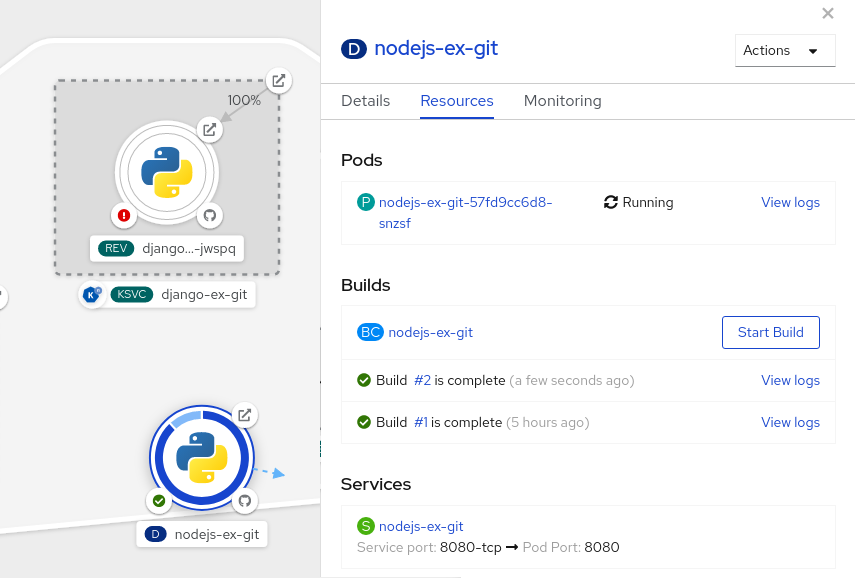 100%
REV django...-jwspq
K KSVC django-ex-git
D nodejs-ex-git
×
D nodejs-ex-git
Actions
Details Resources Monitoring
Pods
P nodejs-ex-git-57fd9cc6d8-
snzsf
Running
View logs
Builds
BC nodejs-ex-git
Start Build
Build #2 is complete (a few seconds ago) View logs
Build #1 is complete (5 hours ago) View logs
Services
S nodejs-ex-git
Service port: 8080-tcp → Pod Port: 8080